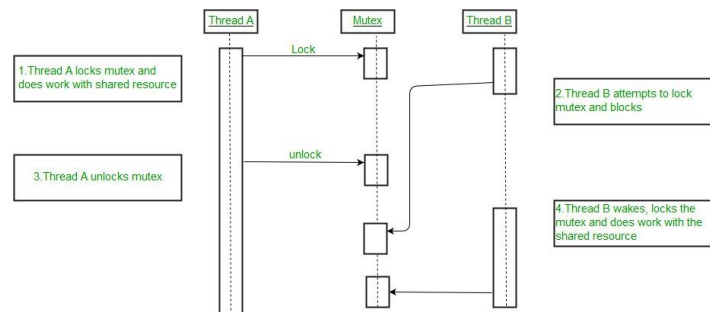 Thread A
Mutex
Thread B
Lock
1.Thread A locks mutex and
does work with shared resource
2.Thread B attempts to lock
mutex and blocks
unlock
3.Thread A unlocks mutex
4.Thread B wakes, locks the
mutex and does work with the
shared resource